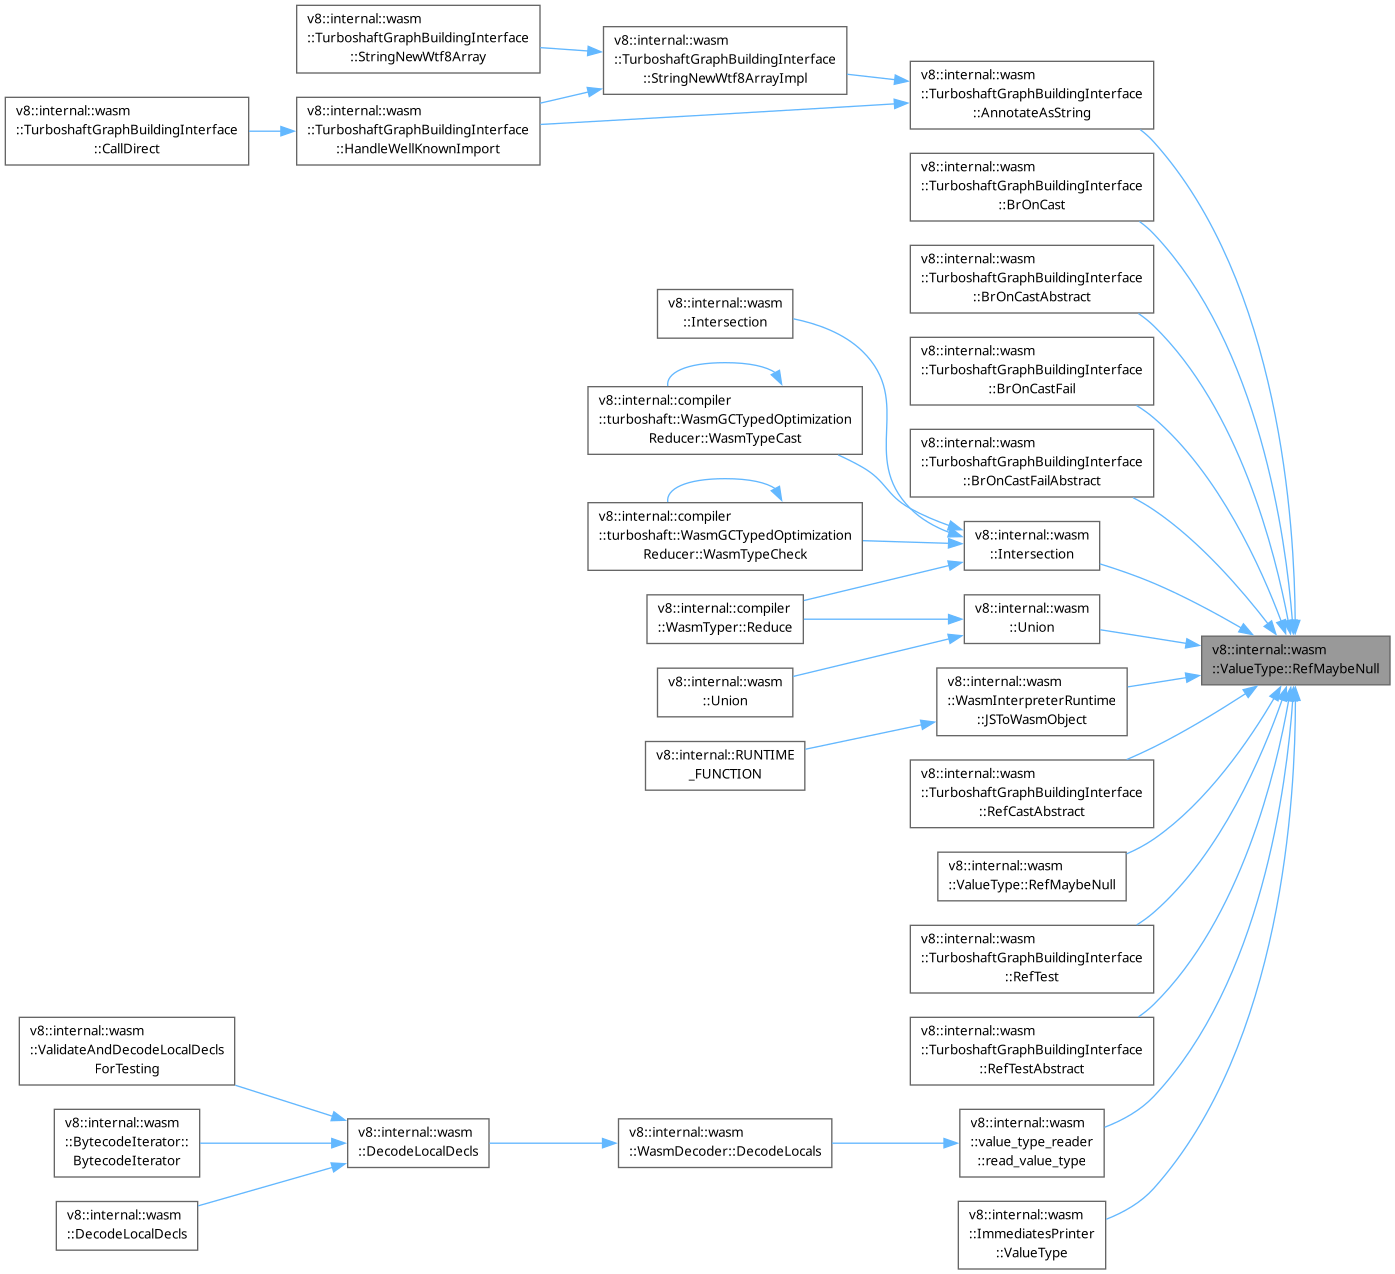 v8::internal::wasm
::TurboshaftGraphBuildingInterface
::StringNewWtf8Array
v8::internal::wasm
::TurboshaftGraphBuildingInterface
::StringNewWtf8ArrayImpl
v8::internal::wasm
::TurboshaftGraphBuildingInterface
::AnnotateAsString
v8::internal::wasm
::TurboshaftGraphBuildingInterface
::CallDirect
v8::internal::wasm
::TurboshaftGraphBuildingInterface
::HandleWellKnownImport
v8::internal::wasm
::TurboshaftGraphBuildingInterface
::BrOnCast
v8::internal::wasm
::TurboshaftGraphBuildingInterface
::BrOnCastAbstract
v8::internal::wasm
::Intersection
v8::internal::wasm
::TurboshaftGraphBuildingInterface
::BrOnCastFail
v8::internal::compiler
::turboshaft::WasmGCTypedOptimization
Reducer::WasmTypeCast
v8::internal::wasm
::TurboshaftGraphBuildingInterface
::BrOnCastFailAbstract
v8::internal::compiler
::turboshaft::WasmGCTypedOptimization
Reducer::WasmTypeCheck
v8::internal::wasm
::Intersection
v8::internal::compiler
::WasmTyper::Reduce
v8::internal::wasm
::Union
v8::internal::wasm
::ValueType::RefMaybeNull
v8::internal::wasm
::Union
v8::internal::wasm
::WasmInterpreterRuntime
::JSToWasmObject
v8::internal::RUNTIME
_FUNCTION
v8::internal::wasm
::TurboshaftGraphBuildingInterface
::RefCastAbstract
v8::internal::wasm
::ValueType::RefMaybeNull
v8::internal::wasm
::TurboshaftGraphBuildingInterface
::RefTest
v8::internal::wasm
::TurboshaftGraphBuildingInterface
::RefTestAbstract
v8::internal::wasm
::ValidateAndDecodeLocalDecls
ForTesting
v8::internal::wasm
::BytecodeIterator::
BytecodeIterator
v8::internal::wasm
::DecodeLocalDecls
v8::internal::wasm
::WasmDecoder::DecodeLocals
v8::internal::wasm
::value_type_reader
::read_value_type
v8::internal::wasm
::DecodeLocalDecls
v8::internal::wasm
::ImmediatesPrinter
::ValueType